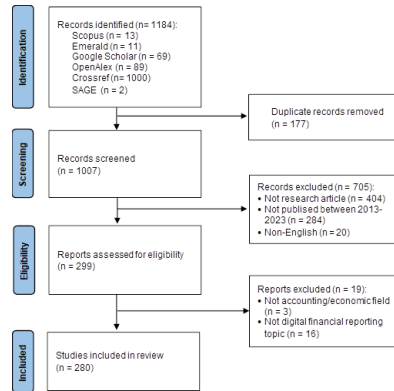 Identification
Records identified (n= 1184):
Scopus (n = 13)
Emerald (n = 11)
Google Scholar (n = 69)
OpenAlex (n = 89)
Crossref (n= 1000)
SAGE (n = 2)
Duplicate records removed
(n = 177)
Screening
Records screened
(n = 1007)
Records excluded (n = 705):
• Not research article (n = 404)
• Not publised between 2013-
2023 (n = 284)
• Non-English (n = 20)
Eligibility
Reports assessed for eligibility
(n = 299)
Reports excluded (n = 19):
• Not accounting/economic field
(n = 3)
• Not digital financial reporting
topic (n = 16)
Included
Studies included in review
(n = 280)